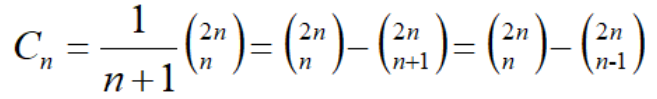 C_n = \frac{1}{n+1} \binom{2n}{n} = \binom{2n}{n} - \binom{2n}{n+1} = \binom{2n}{n} - \binom{2n}{n-1}